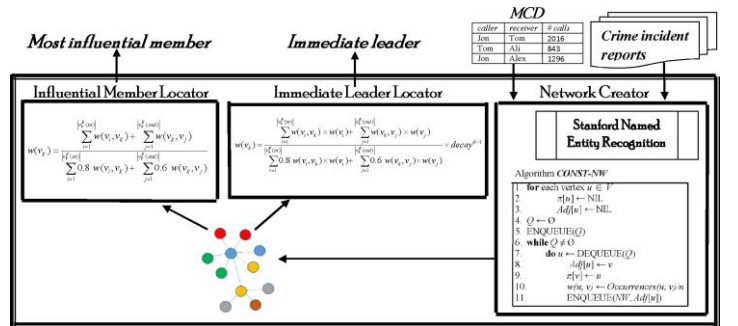 MCD
Most influential member
Immediate leader
caller receiver # calls
Jon Tom 2016
Tom Ali 843
Jon Alex 1296
Crime incident
reports
Influential Member Locator
Immediate Leader Locator
Network Creator
Stanford Named
Entity Recognition
Algorithm CONST-NW
1. for each vertex u ∈ V
2. π[u] ← NIL
3. Adj[u] ← NIL
4. Q ← Ø
5. ENQUEUE(Q)
6. while Q ≠ Ø
7. do u ← DEQUEUE(Q)
8. Adj[u] ← v
9. π[v] ← u
10. w(u, v) ← Occurrences(u, v)/n
11. ENQUEUE(NW, Adj[u])